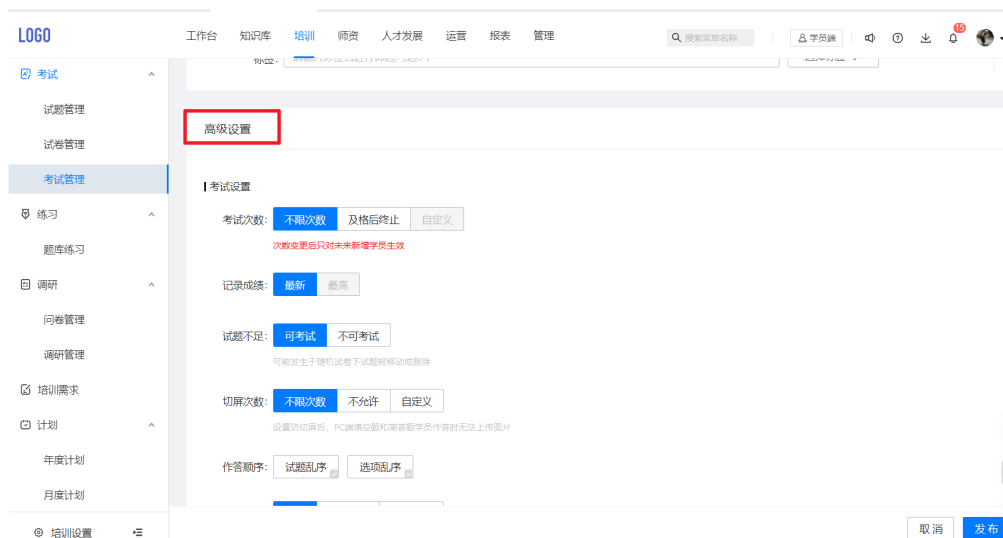 LOGO
工作台 知识库 培训 师资 人才发展 运营 报表 管理
搜索菜单名称
学员端
15
考试
试题管理
试卷管理
考试管理
练习
题库练习
调研
问卷管理
调研管理
培训需求
计划
年度计划
月度计划
培训设置
标签:
高级设置
考试设置
考试次数: 不限次数 及格后终止 自定义
次数变更后只对未来新增学员生效
记录成绩: 最新 最高
试题不足: 可考试 不可考试
可能发生于随机试卷下试题被移动或删除
切屏次数: 不限次数 不允许 自定义
设置防切屏后，PC端填空题和简答题学员作答时无法上传图片
作答顺序: 试题乱序 选项乱序
取消 发布